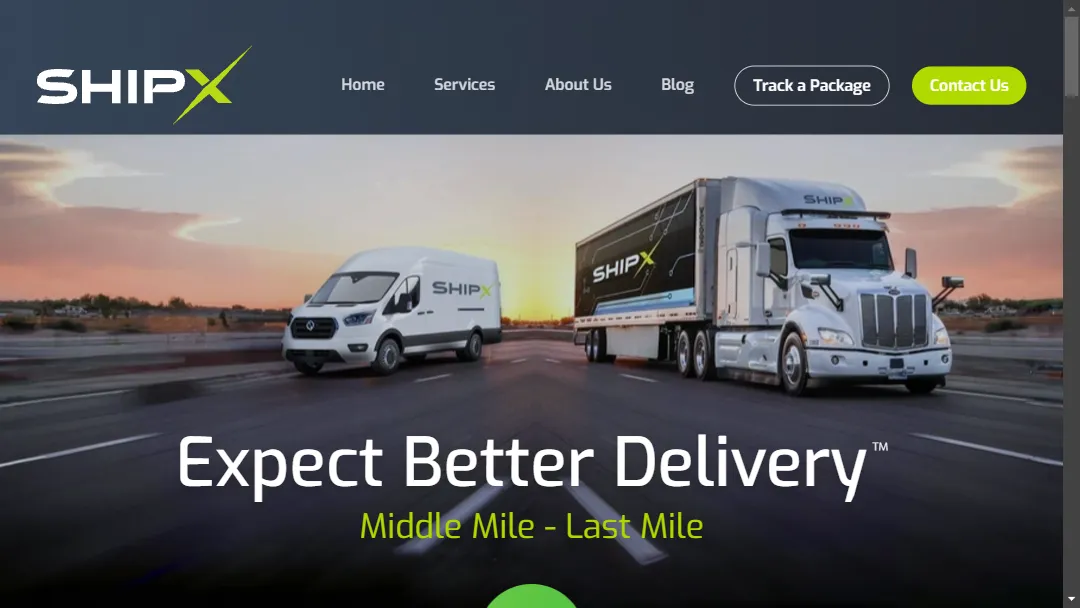 SHIPX
Home
Services
About Us
Blog
Track a Package
Contact Us
SHIPX
SHIPX
SHIPX
Expect Better Delivery™
Middle Mile - Last Mile